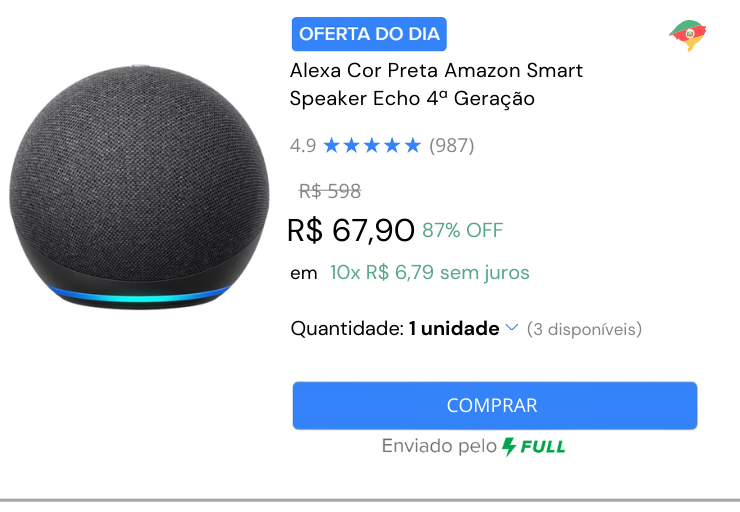 OFERTA DO DIA
Alexa Cor Preta Amazon Smart
Speaker Echo 4ª Geração
4.9 ★★★★★ (987)
R$ 598
R$ 67,90 87% OFF
em 10x R$ 6,79 sem juros
Quantidade: 1 unidade (3 disponíveis)
COMPRAR
Enviado pelo FULL